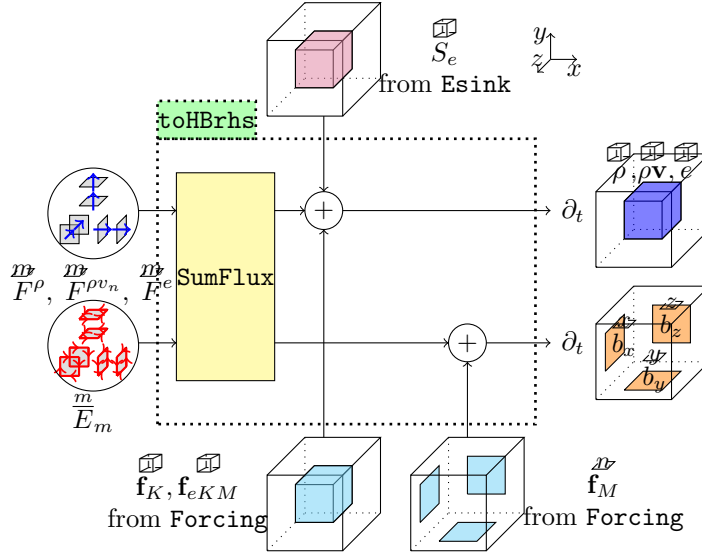 S_e
from Esink
y
z
x
toHBrhs
ρ, ρv, e
+
∂_t
SumFlux
F^ρ, F^{ρv_n}, F^e
+
∂_t
b_x
z
b_z
y
b_y
m
E_m
f_K, f_{eKM}
from Forcing
n
f_M
from Forcing